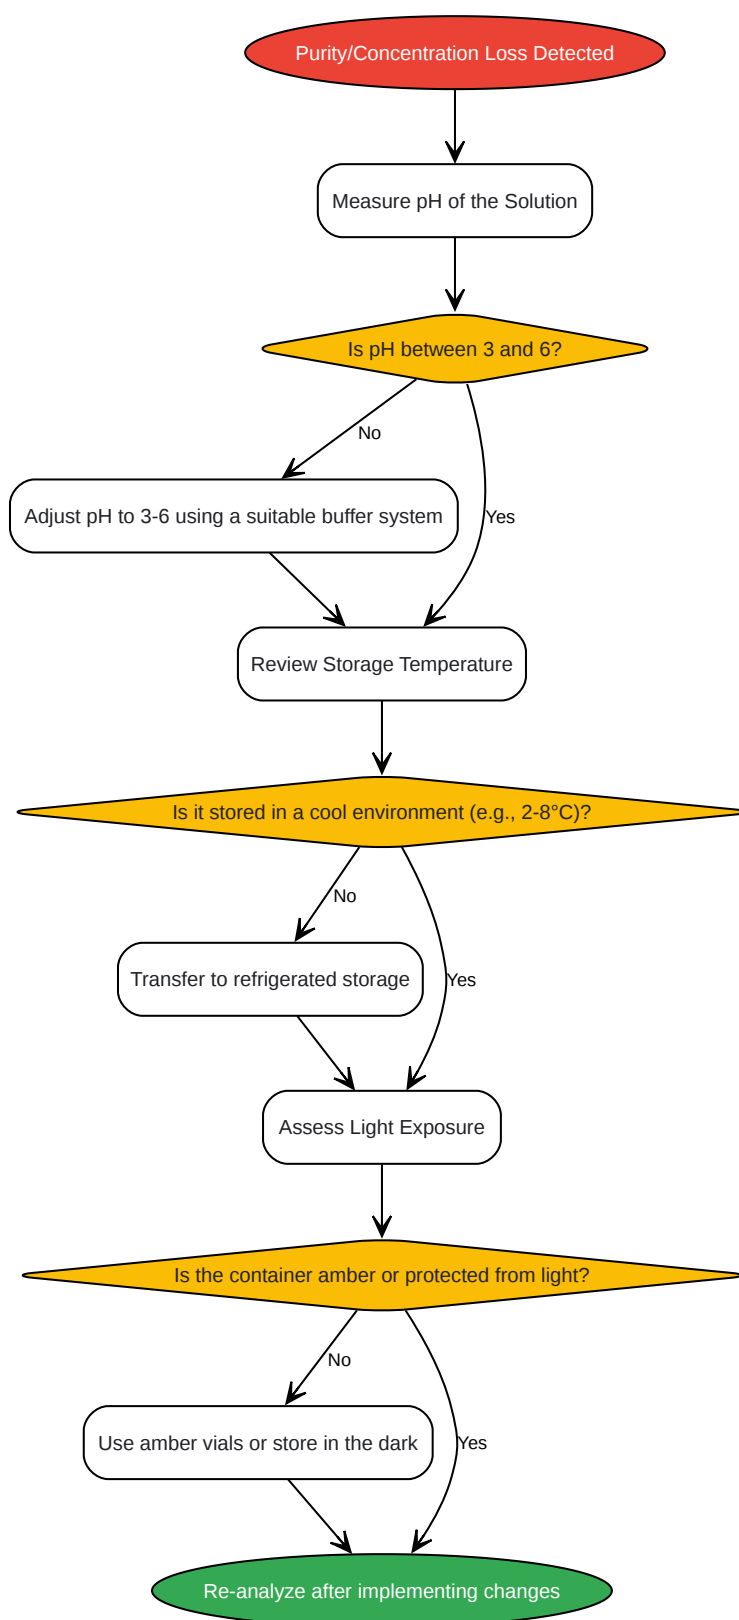 Purity/Concentration Loss Detected
Measure pH of the Solution
Is pH between 3 and 6?
No
Adjust pH to 3-6 using a suitable buffer system
Yes
Review Storage Temperature
Is it stored in a cool environment (e.g., 2-8°C)?
No
Transfer to refrigerated storage
Yes
Assess Light Exposure
Is the container amber or protected from light?
No
Use amber vials or store in the dark
Yes
Re-analyze after implementing changes